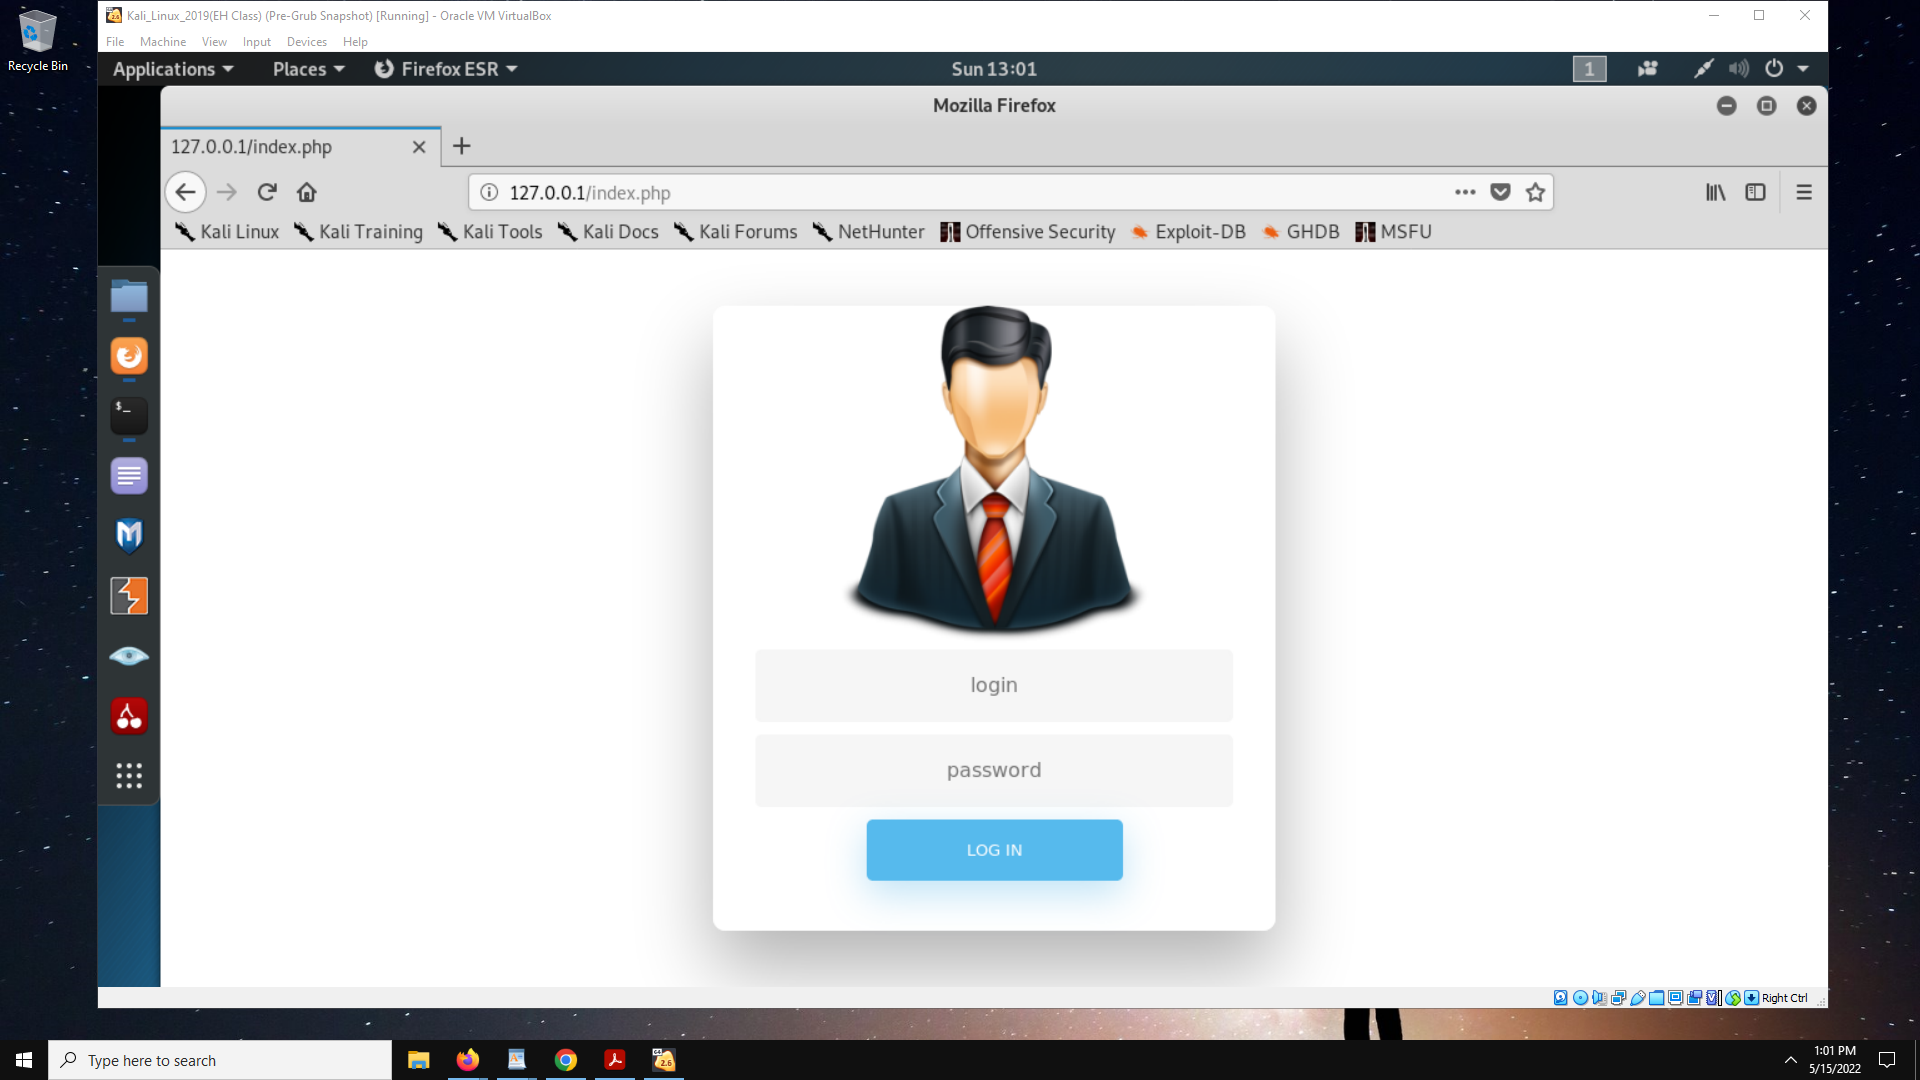 Recycle Bin
Kali_Linux_2019(EH Class) (Pre-Grub Snapshot) [Running] - Oracle VM VirtualBox
File Machine View Input Devices Help
Applications Places Firefox ESR Sun 13:01 1
Mozilla Firefox
127.0.0.1/index.php
127.0.0.1/index.php
Kali Linux Kali Training Kali Tools Kali Docs Kali Forums NetHunter Offensive Security Exploit-DB GHDB MSFU
$_
login
password
LOG IN
Right Ctrl
Type here to search
1:01 PM
5/15/2022